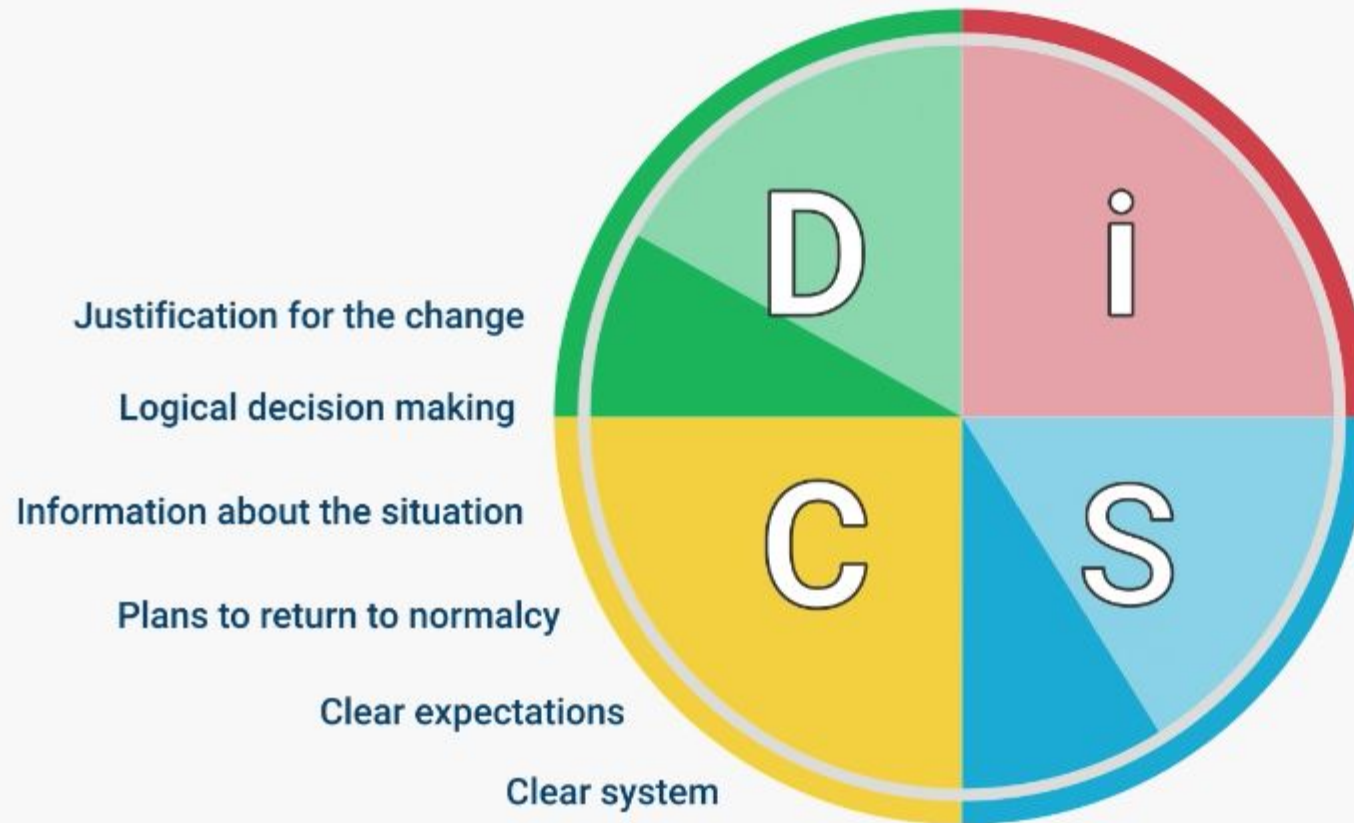 D
i
Justification for the change
Logical decision making
Information about the situation
C
S
Plans to return to normalcy
Clear expectations
Clear system